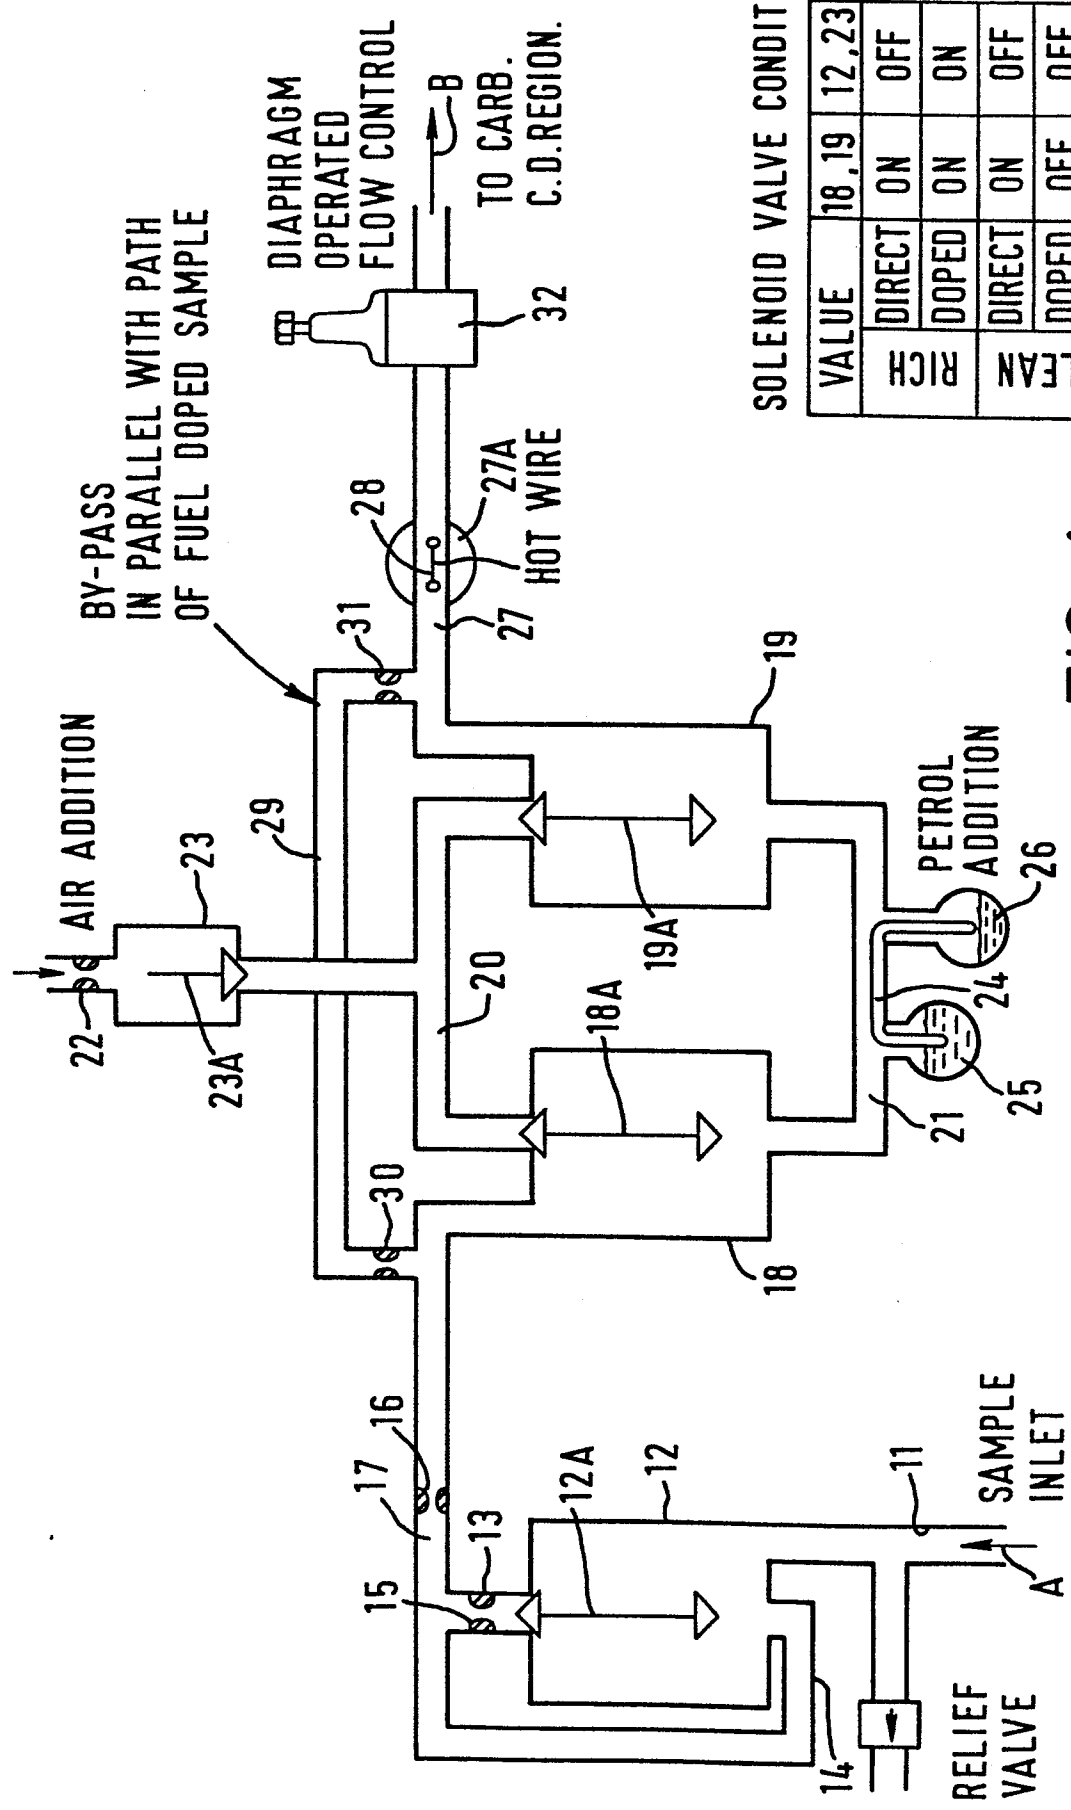 AIR ADDITION
22
23
23A
BY-PASS
IN PARALLEL WITH PATH
OF FUEL DOPED SAMPLE
29
DIAPHRAGM
OPERATED
FLOW CONTROL
B
TO CARB.
C.D.REGION.
32
28
27A
HOT WIRE
27
31
30
20
17
16
15
13
12A
12
18A
18
19A
19
14
11
A
SAMPLE
INLET
RELIEF
VALVE
21
25
24
26
PETROL
ADDITION
SOLENOID VALVE CONDIT
VALUE 18,19 12,23
RICH
DIRECT ON OFF
DOPED ON ON
LEAN
DIRECT ON OFF
DOPED OFF OFF